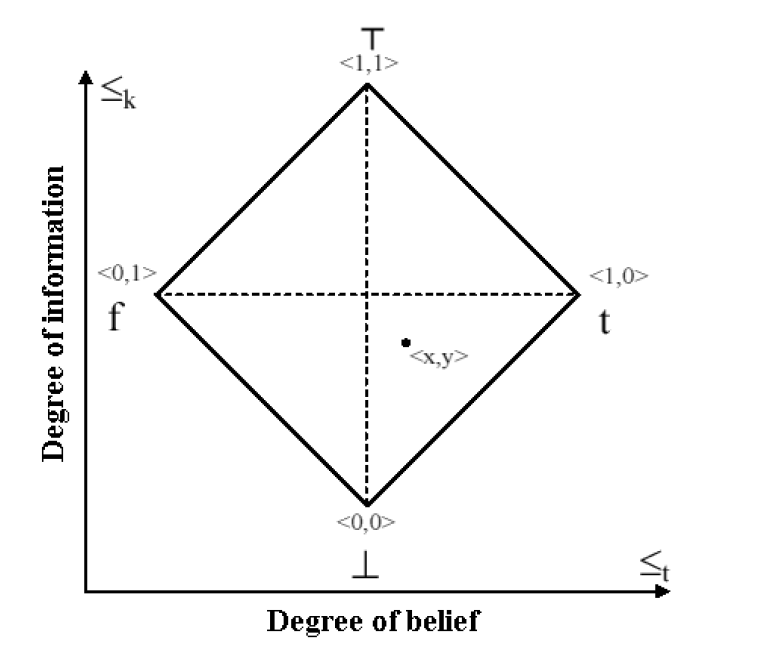 ⊤
<1,1>
≤k
Degree of information
<0,1>
f
<1,0>
t
<x,y>
<0,0>
⊥
≤t
Degree of belief